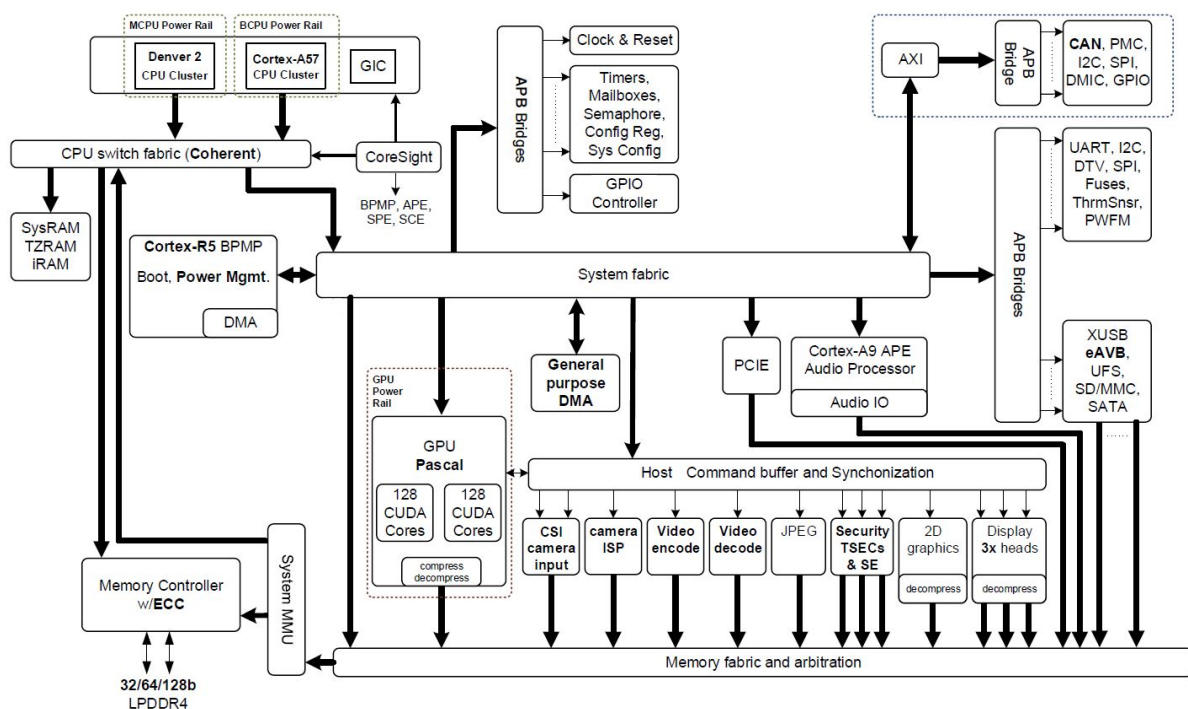 MCPU Power Rail
BCPU Power Rail
Denver 2
CPU Cluster
Cortex-A57
CPU Cluster
GIC
CPU switch fabric (Coherent)
CoreSight
BPMP, APE,
SPE, SCE
SysRAM
TZRAM
iRAM
Cortex-R5 BPMP
Boot, Power Mgmt.
DMA
APB Bridges
Clock & Reset
Timers,
Mailboxes,
Semaphore,
Config Reg,
Sys Config
GPIO
Controller
AXI
APB
Bridge
CAN, PMC,
I2C, SPI,
DMIC, GPIO
APB Bridges
UART, I2C,
DTV, SPI,
Fuses,
ThrmSnsr,
PWFM
XUSB
eAVB,
UFS,
SD/MMC,
SATA
System fabric
General
purpose
DMA
PCIE
Cortex-A9 APE
Audio Processor
Audio IO
GPU
Power
Rail
GPU
Pascal
128
CUDA
Cores
128
CUDA
Cores
compress
decompress
Host Command buffer and Synchonization
CSI
camera
input
camera
ISP
Video
encode
Video
decode
JPEG
Security
TSECs
& SE
2D
graphics
decompress
Display
3x heads
decompress
System MMU
Memory Controller
w/ECC
32/64/128b
LPDDR4
Memory fabric and arbitration